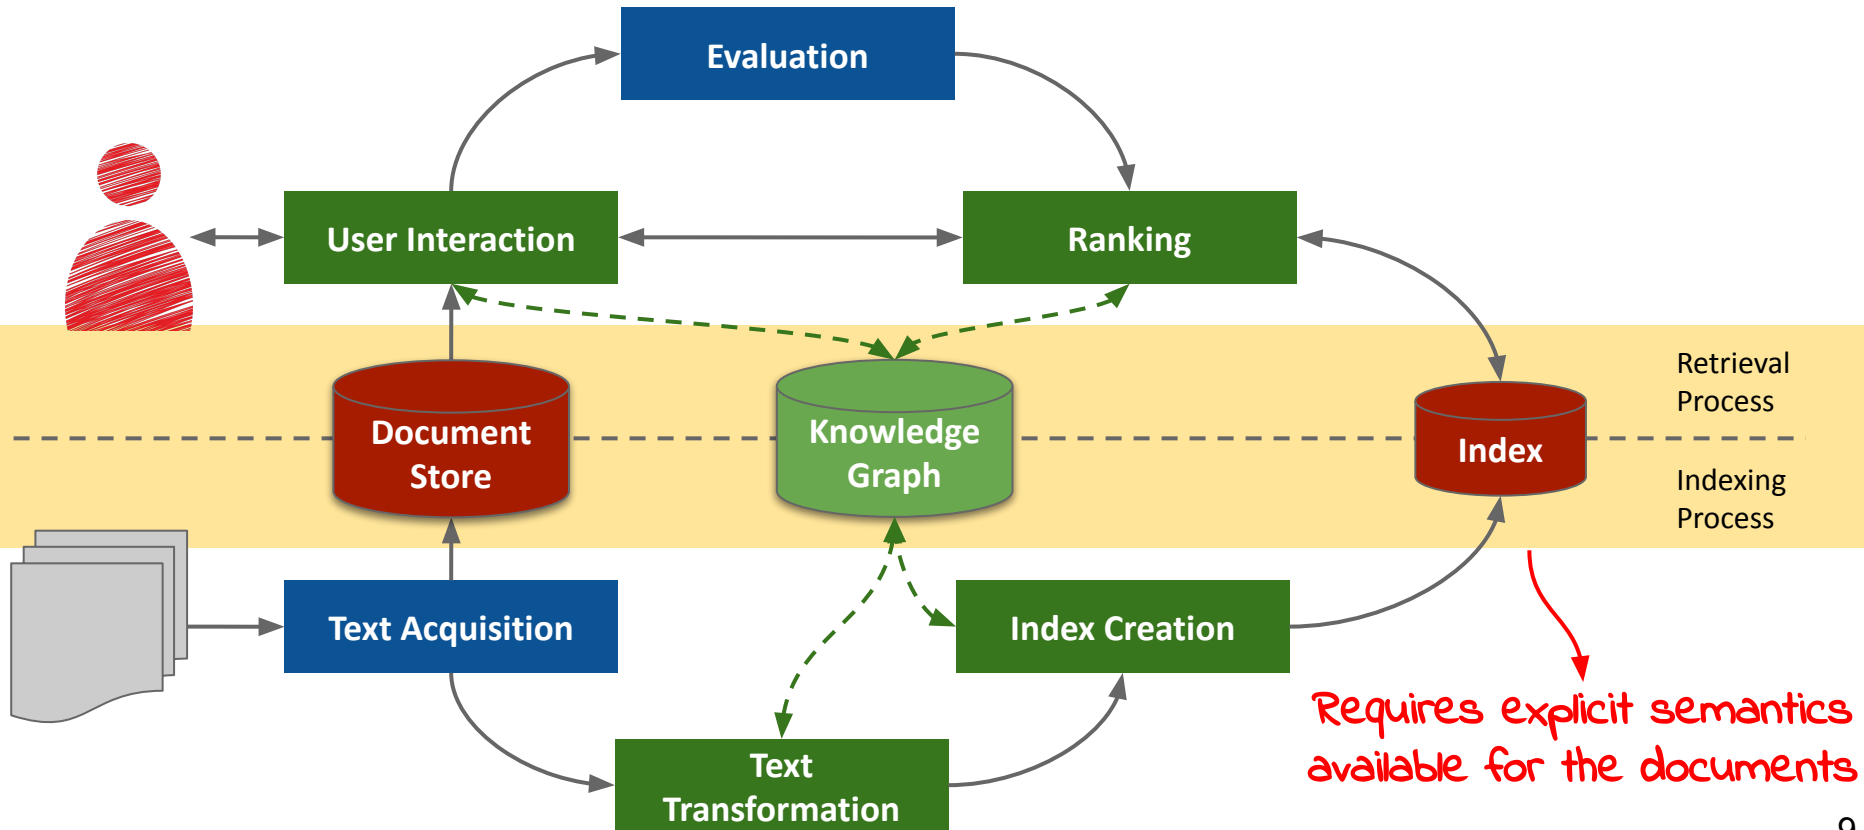 Evaluation
User Interaction
Ranking
Retrieval
Process
Document
Store
Knowledge
Graph
Index
Indexing
Process
Text Acquisition
Index Creation
Requires explicit semantics
available for the documents
Text
Transformation
9